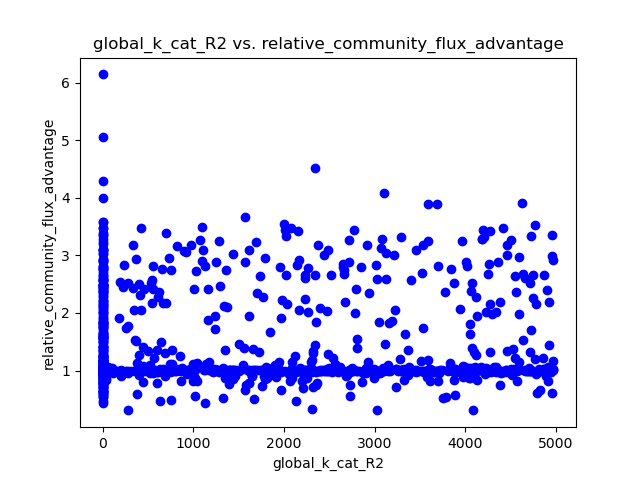 global_k_cat_R2 vs. relative_community_flux_advantage
6
5
4
3
2
1
relative_community_flux_advantage
0 1000 2000 3000 4000 5000
global_k_cat_R2